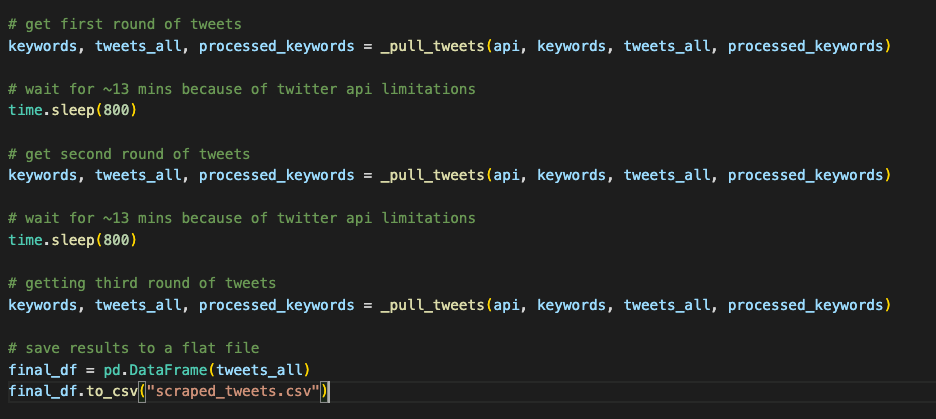 # get first round of tweets
keywords, tweets_all, processed_keywords = _pull_tweets(api, keywords, tweets_all, processed_keywords)
# wait for ~13 mins because of twitter api limitations
time.sleep(800)
# get second round of tweets
keywords, tweets_all, processed_keywords = _pull_tweets(api, keywords, tweets_all, processed_keywords)
# wait for ~13 mins because of twitter api limitations
time.sleep(800)
# getting third round of tweets
keywords, tweets_all, processed_keywords = _pull_tweets(api, keywords, tweets_all, processed_keywords)
# save results to a flat file
final_df = pd.DataFrame(tweets_all)
final_df.to_csv("scraped_tweets.csv")